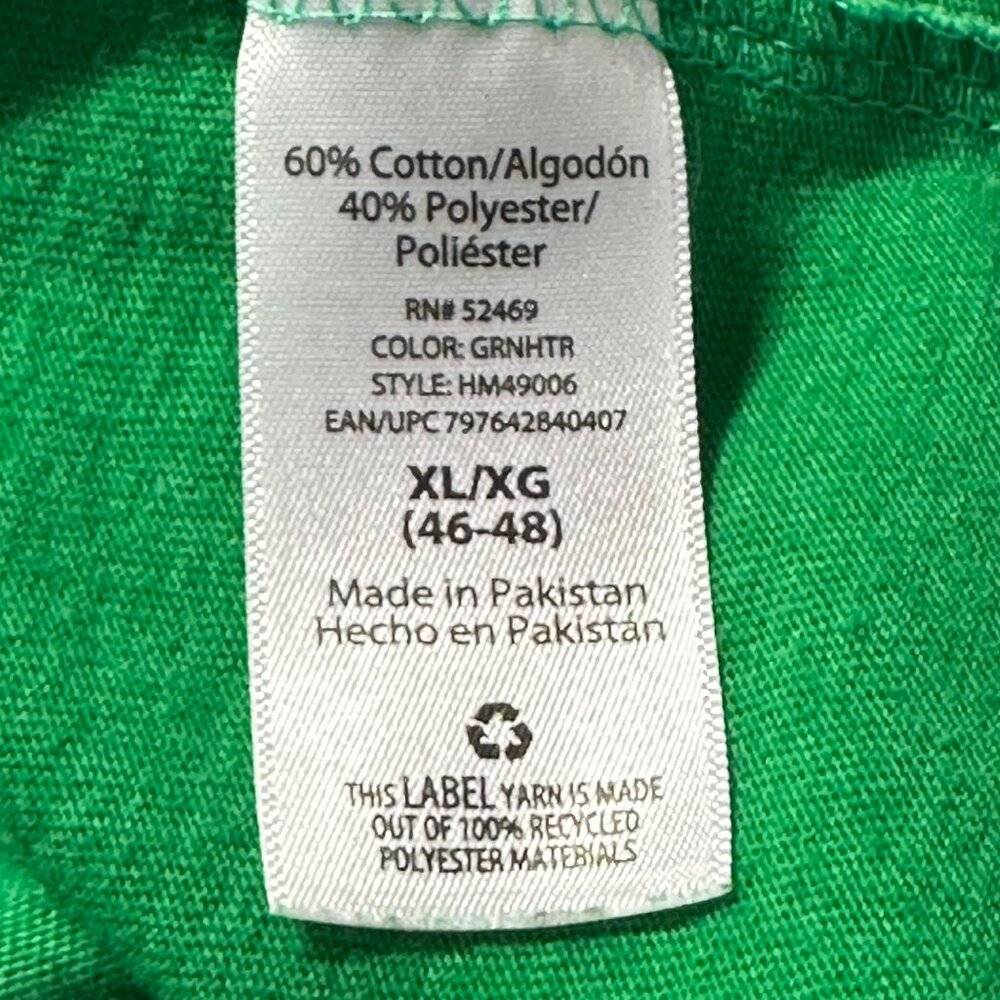 60% Cotton/Algodón
40% Polyester/
Poliéster
RN# 52469
COLOR: GRNHTR
STYLE: HM49006
EAN/UPC 797642840407
XL/XG
(46-48)
Made in Pakistan
Hecho en Pakistán
THIS LABEL YARN IS MADE
OUT OF 100% RECYCLED
POLYESTER MATERIALS